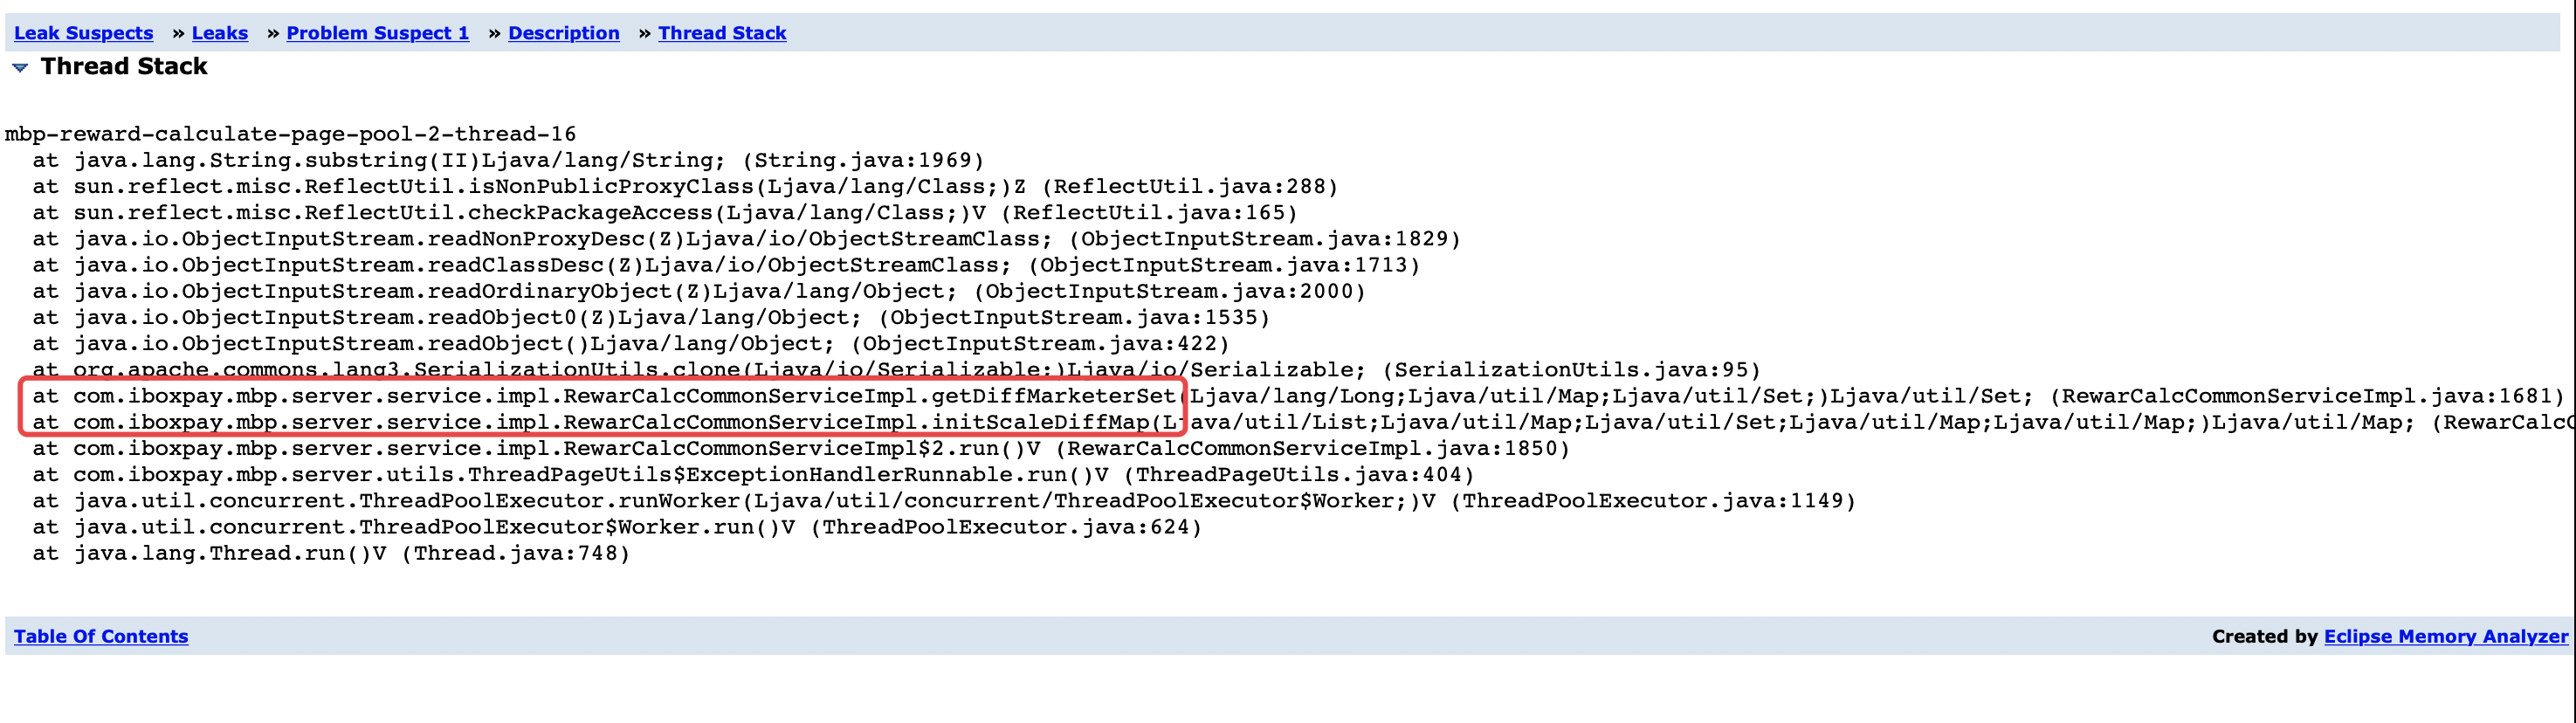 Leak Suspects » Leaks » Problem Suspect 1 » Description » Thread Stack
Thread Stack
mbp-reward-calculate-page-pool-2-thread-16
at java.lang.String.substring(II)Ljava/lang/String; (String.java:1969)
at sun.reflect.misc.ReflectUtil.isNonPublicProxyClass(Ljava/lang/Class;)Z (ReflectUtil.java:288)
at sun.reflect.misc.ReflectUtil.checkPackageAccess(Ljava/lang/Class;)V (ReflectUtil.java:165)
at java.io.ObjectInputStream.readNonProxyDesc(Z)Ljava/io/ObjectStreamClass; (ObjectInputStream.java:1829)
at java.io.ObjectInputStream.readClassDesc(Z)Ljava/io/ObjectStreamClass; (ObjectInputStream.java:1713)
at java.io.ObjectInputStream.readOrdinaryObject(Z)Ljava/lang/Object; (ObjectInputStream.java:2000)
at java.io.ObjectInputStream.readObject0(Z)Ljava/lang/Object; (ObjectInputStream.java:1535)
at java.io.ObjectInputStream.readObject()Ljava/lang/Object; (ObjectInputStream.java:422)
at org.apache.commons.lang3.SerializationUtils.clone(Ljava/io/Serializable;)Ljava/io/Serializable; (SerializationUtils.java:95)
at com.iboxpay.mbp.server.service.impl.RewarCalcCommonServiceImpl.getDiffMarketerSet(Ljava/lang/Long;Ljava/util/Map;Ljava/util/Set;)Ljava/util/Set; (RewarCalcCommonServiceImpl.java:1681)
at com.iboxpay.mbp.server.service.impl.RewarCalcCommonServiceImpl.initScaleDiffMap(Ljava/util/List;Ljava/util/Map;Ljava/util/Set;Ljava/util/Map;Ljava/util/Map;)Ljava/util/Map; (RewarCalcC
at com.iboxpay.mbp.server.service.impl.RewarCalcCommonServiceImpl$2.run()V (RewarCalcCommonServiceImpl.java:1850)
at com.iboxpay.mbp.server.utils.ThreadPageUtils$ExceptionHandlerRunnable.run()V (ThreadPageUtils.java:404)
at java.util.concurrent.ThreadPoolExecutor.runWorker(Ljava/util/concurrent/ThreadPoolExecutor$Worker;)V (ThreadPoolExecutor.java:1149)
at java.util.concurrent.ThreadPoolExecutor$Worker.run()V (ThreadPoolExecutor.java:624)
at java.lang.Thread.run()V (Thread.java:748)
Table Of Contents
Created by Eclipse Memory Analyzer